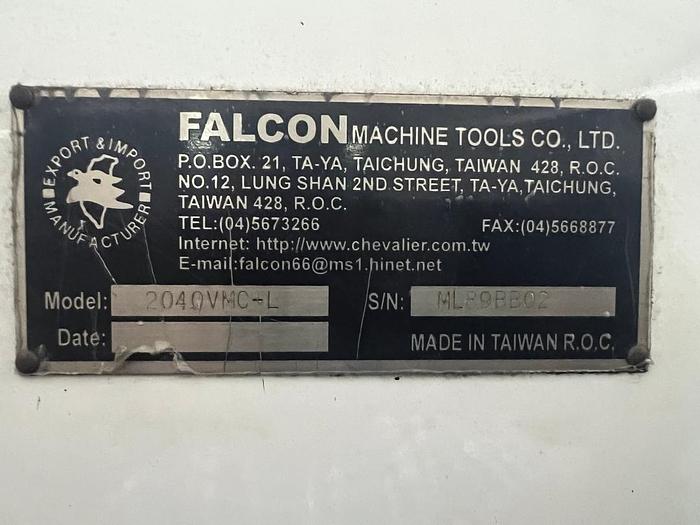 EXPORT & IMPORT
MANUFACTURER
FALCON MACHINE TOOLS CO., LTD.
P.O.BOX. 21, TA-YA, TAICHUNG, TAIWAN 428, R.O.C.
NO.12, LUNG SHAN 2ND STREET, TA-YA,TAICHUNG,
TAIWAN 428, R.O.C.
TEL:(04)5673266 FAX:(04)5668877
Internet: http://www.chevalier.com.tw
E-mail:falcon66@ms1.hinet.net
Model: 2040VMC-L S/N:
Date: MADE IN TAIWAN R.O.C.